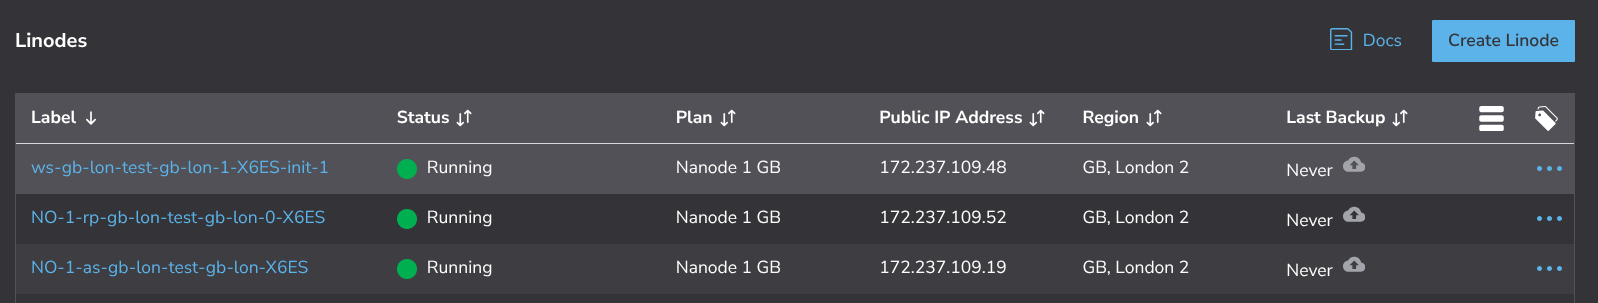 Linodes
Docs
Create Linode
Label Status Plan Public IP Address Region Last Backup
ws-gb-lon-test-gb-lon-1-X6ES-init-1 Running Nanode 1 GB 172.237.109.48 GB, London 2 Never
NO-1-rp-gb-lon-test-gb-lon-0-X6ES Running Nanode 1 GB 172.237.109.52 GB, London 2 Never
NO-1-as-gb-lon-test-gb-lon-X6ES Running Nanode 1 GB 172.237.109.19 GB, London 2 Never